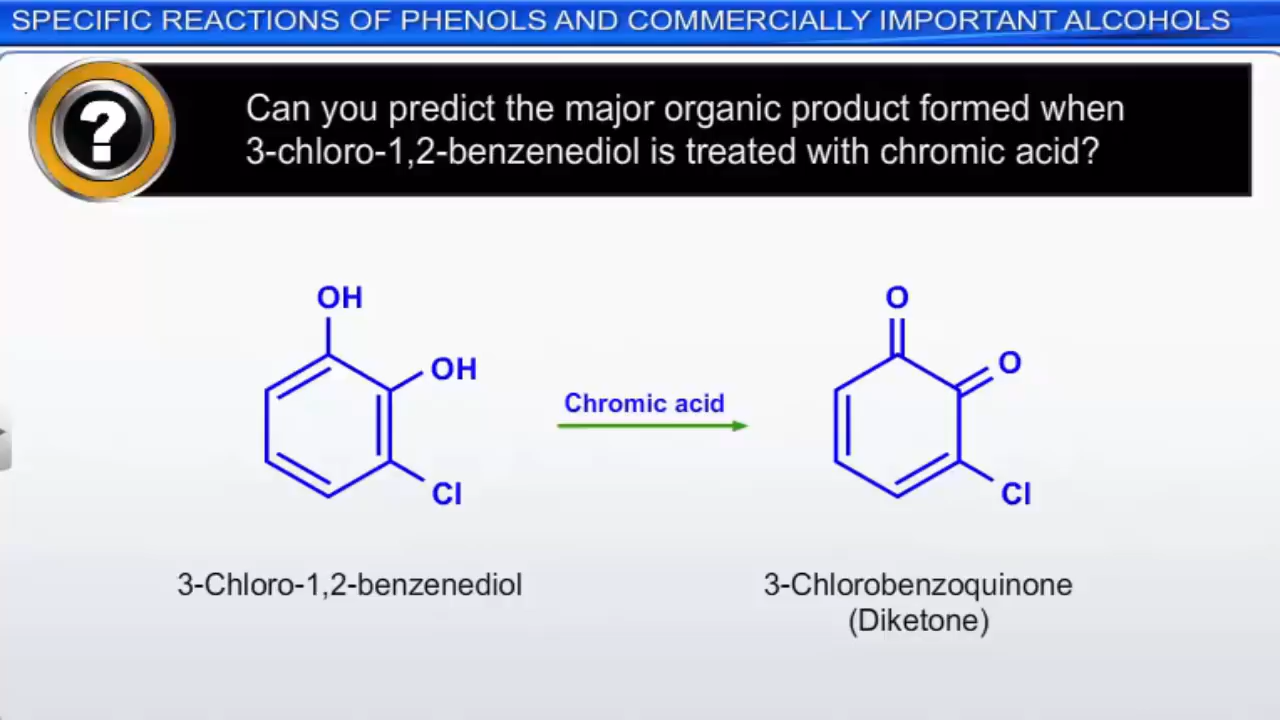 SPECIFIC REACTIONS OF PHENOLS AND COMMERCIALLY IMPORTANT ALCOHOLS
?
Can you predict the major organic product formed when
3-chloro-1,2-benzenediol is treated with chromic acid?
OH
OH
Cl
Chromic acid
O
O
Cl
3-Chloro-1,2-benzenediol
3-Chlorobenzoquinone
(Diketone)